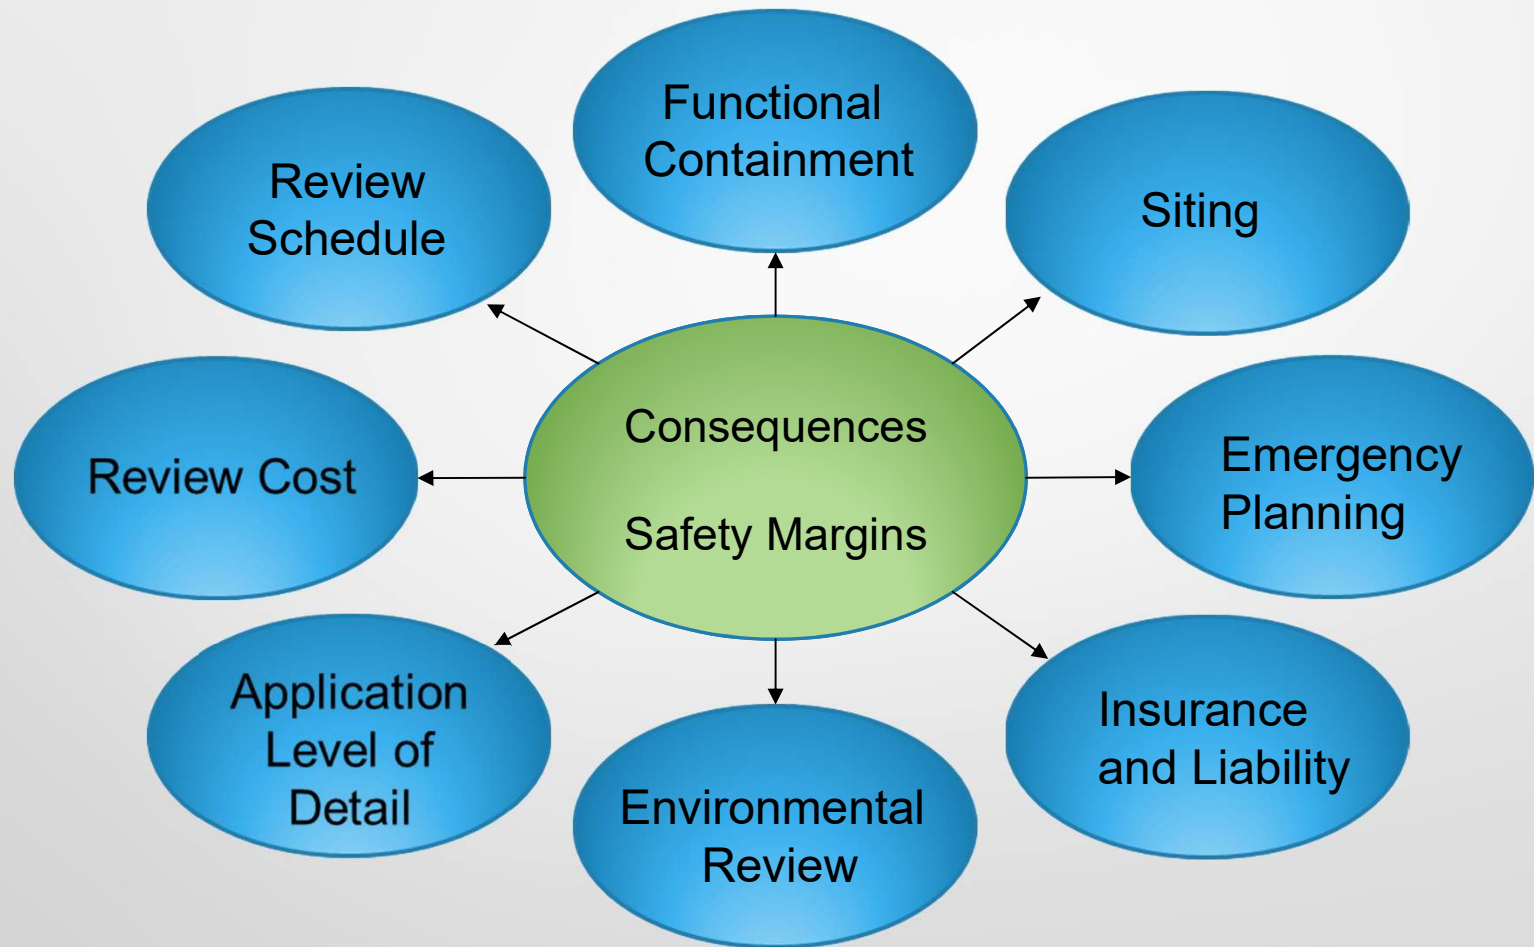 Functional
Containment
Review
Schedule
Siting
Consequences
Safety Margins
Review Cost
Emergency
Planning
Application
Level of
Detail
Insurance
and Liability
Environmental
Review